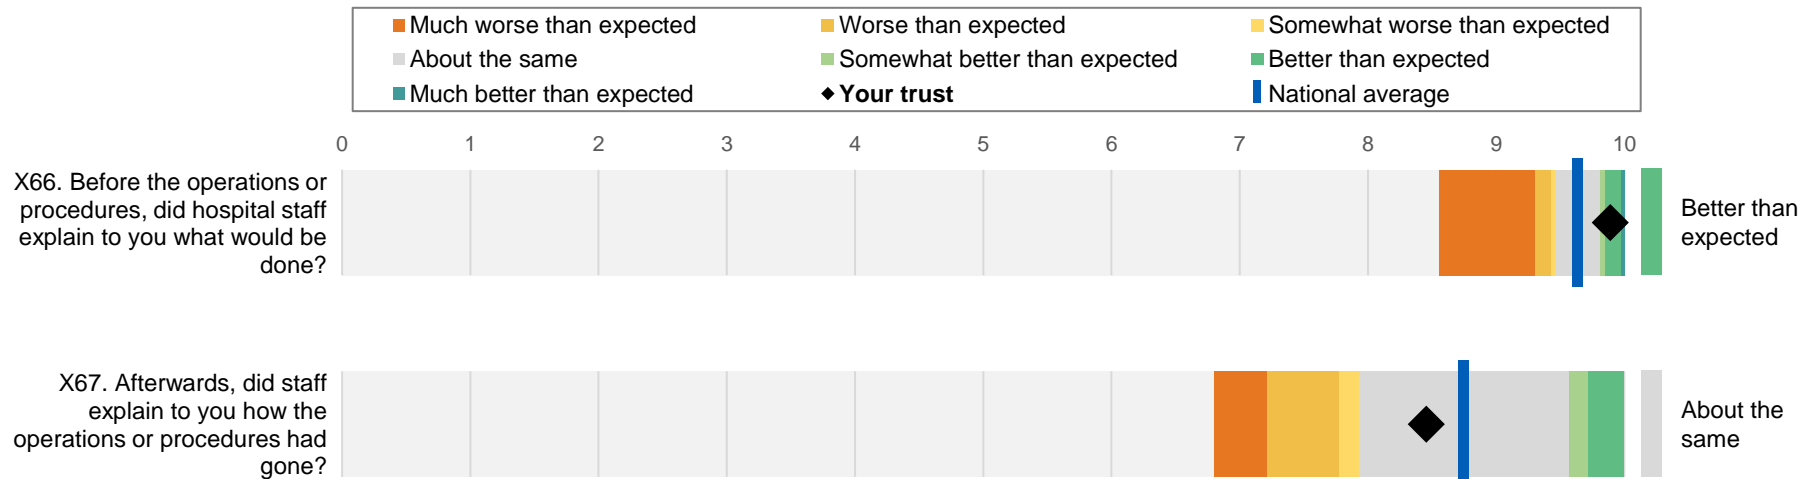 Much worse than expected
Worse than expected
Somewhat worse than expected
About the same
Somewhat better than expected
Better than expected
Much better than expected
Your trust
National average
0 1 2 3 4 5 6 7 8 9 10
X66. Before the operations or
procedures, did hospital staff
explain to you what would be
done?
Better than
expected
X67. Afterwards, did staff
explain to you how the
operations or procedures had
gone?
About the
same